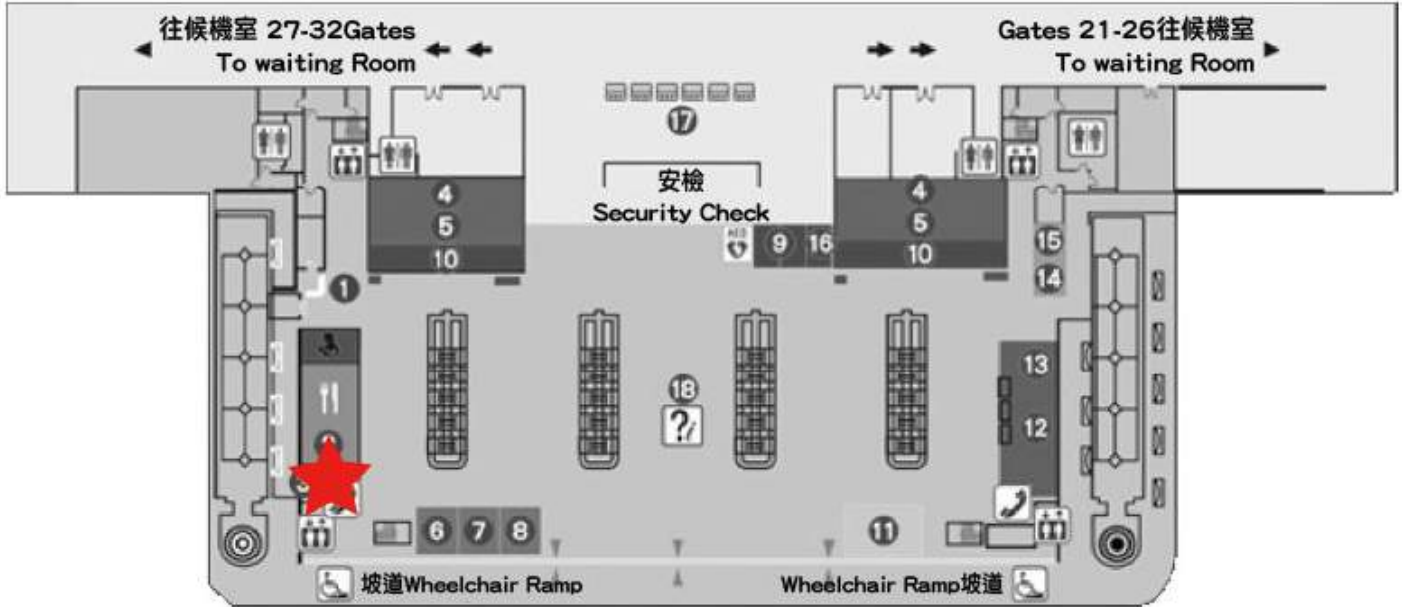 往候機室 27-32Gates
To waiting Room
Gates 21-26往候機室
To waiting Room
17
安檢
Security Check
4
5
10
AED
9
16
4
5
10
15
14
1
13
12
18
?
6
7
8
11
坡道Wheelchair Ramp
Wheelchair Ramp坡道